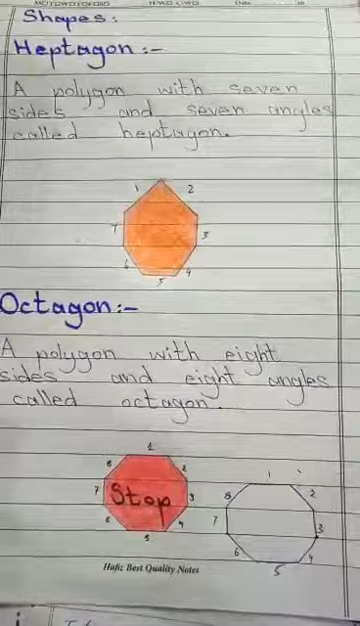 Shapes:
Heptagon:-
A polygon with seven
sides and seven angles
called heptagon.
1 2
7 3
6 4
5
Octagon:-
A polygon with eight
sides and eight angles
called octagon.
1
8 2
7 Stop 3
6 4
5
1
8 2
7 3
6 4
5
Hafiz Best Quality Notes